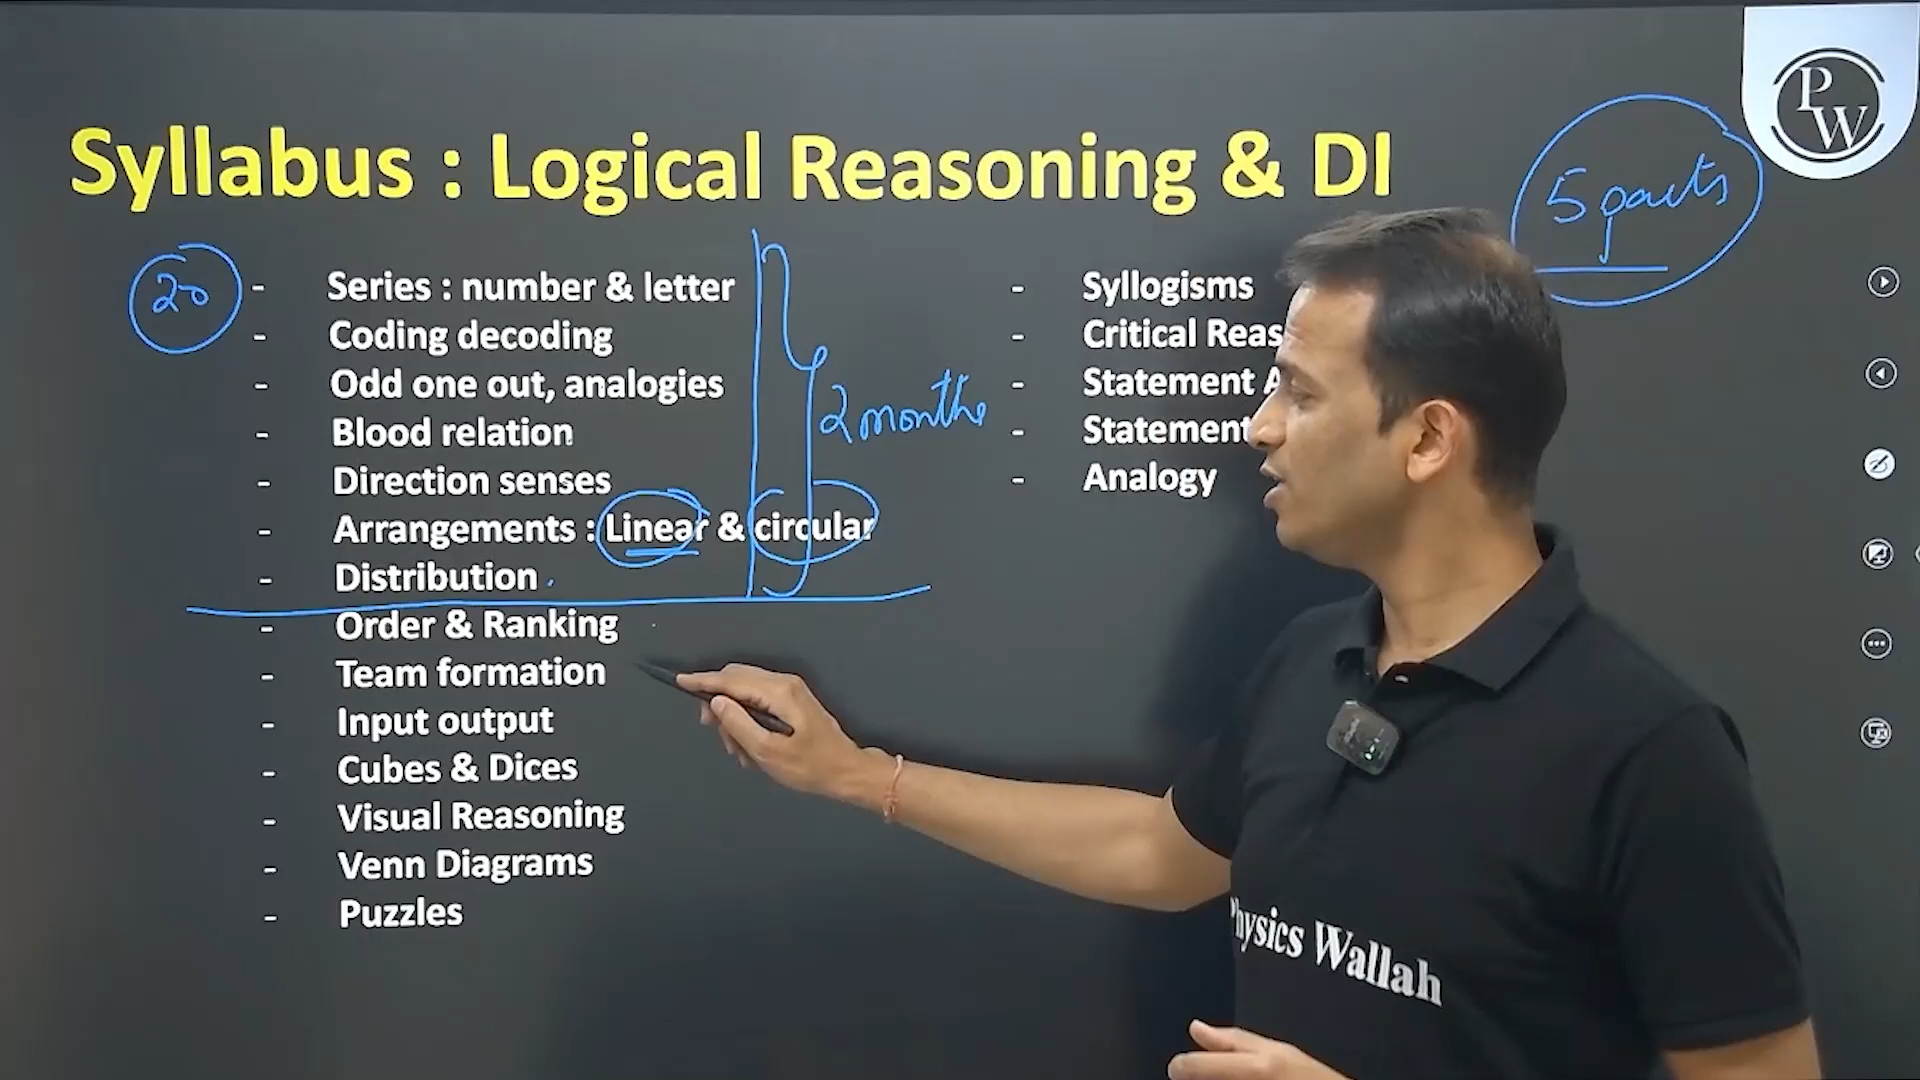 Syllabus : Logical Reasoning & DI
PW
5 parts
20
- Series : number & letter
- Coding decoding
- Odd one out, analogies
- Blood relation
- Direction senses
- Arrangements : Linear & circular
- Distribution
- Order & Ranking
- Team formation
- Input output
- Cubes & Dices
- Visual Reasoning
- Venn Diagrams
- Puzzles
2 months
- Syllogisms
- Critical Reas
- Statement A
- Statement
- Analogy
Physics Wallah